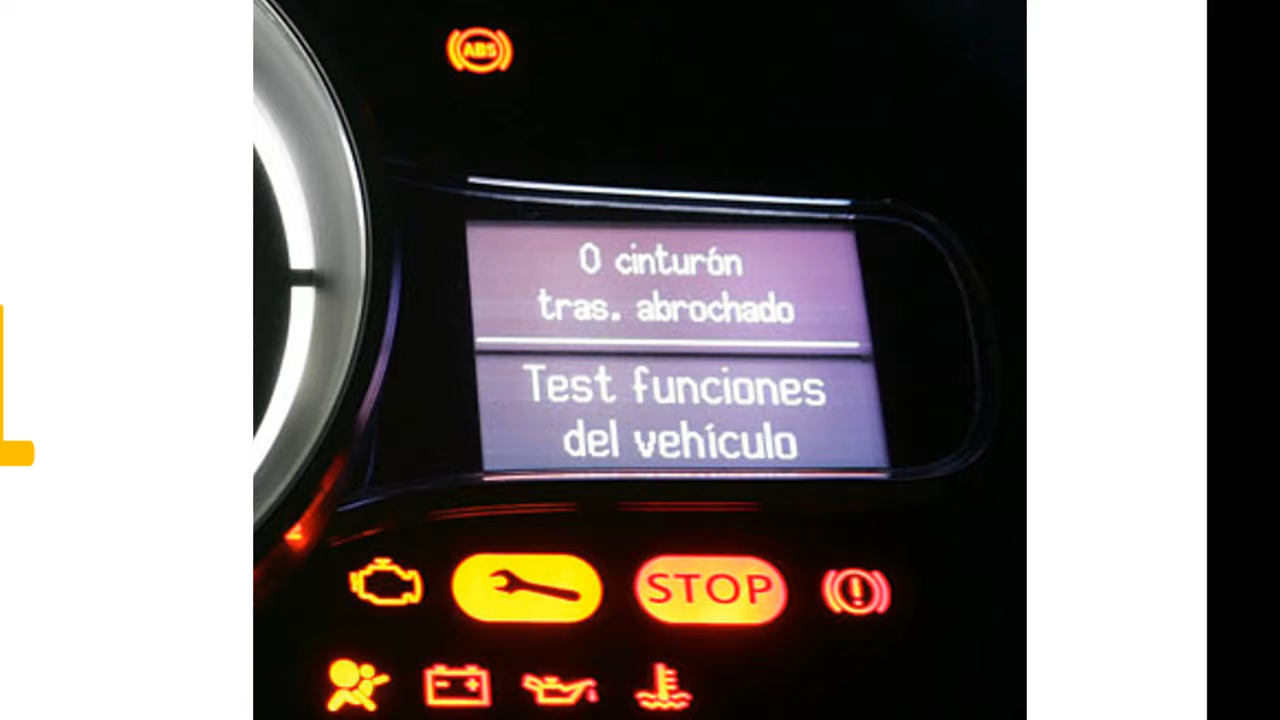 ABS
0 cinturón
tras. abrochado
Test funciones
del vehículo
STOP